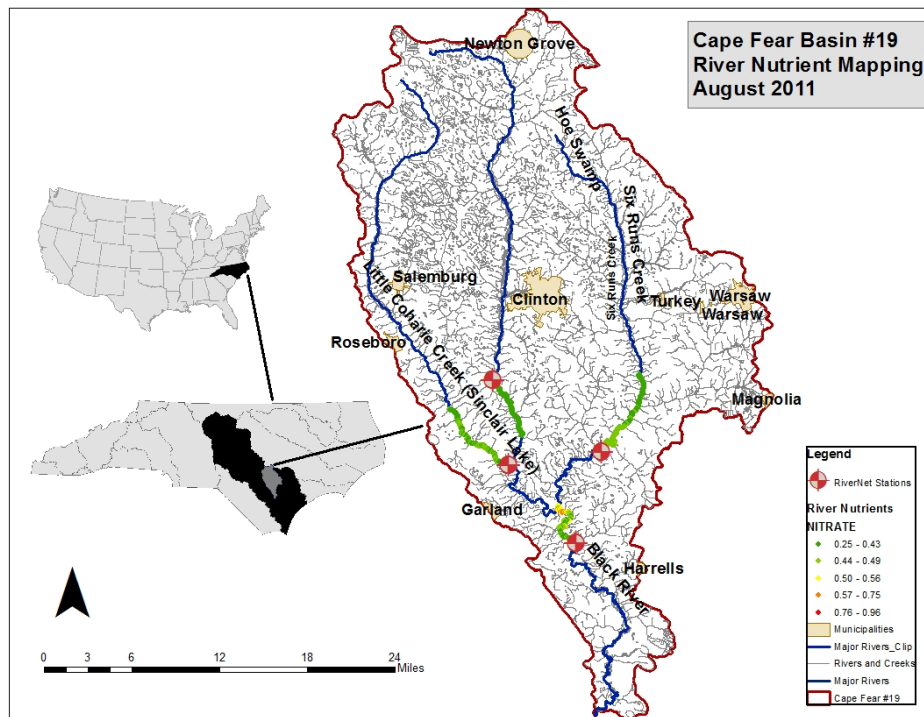 Cape Fear Basin #19
River Nutrient Mapping
August 2011
Newton Grove
Hoe Swamp
Six Runs Creek
Six Runs Creek
Salemburg
Clinton
Turkey
Warsaw
Warsaw
Little Coharie Creek (Sinclair Lake)
Roseboro
Magnolia
Garland
Black River
Harrells
Legend
RiverNet Stations
River Nutrients
NITRATE
0.25 - 0.43
0.44 - 0.49
0.50 - 0.56
0.57 - 0.75
0.76 - 0.96
Municipalities
Major Rivers_Clip
Rivers and Creeks
Major Rivers
Cape Fear #19
0 3 6 12 18 24
Miles